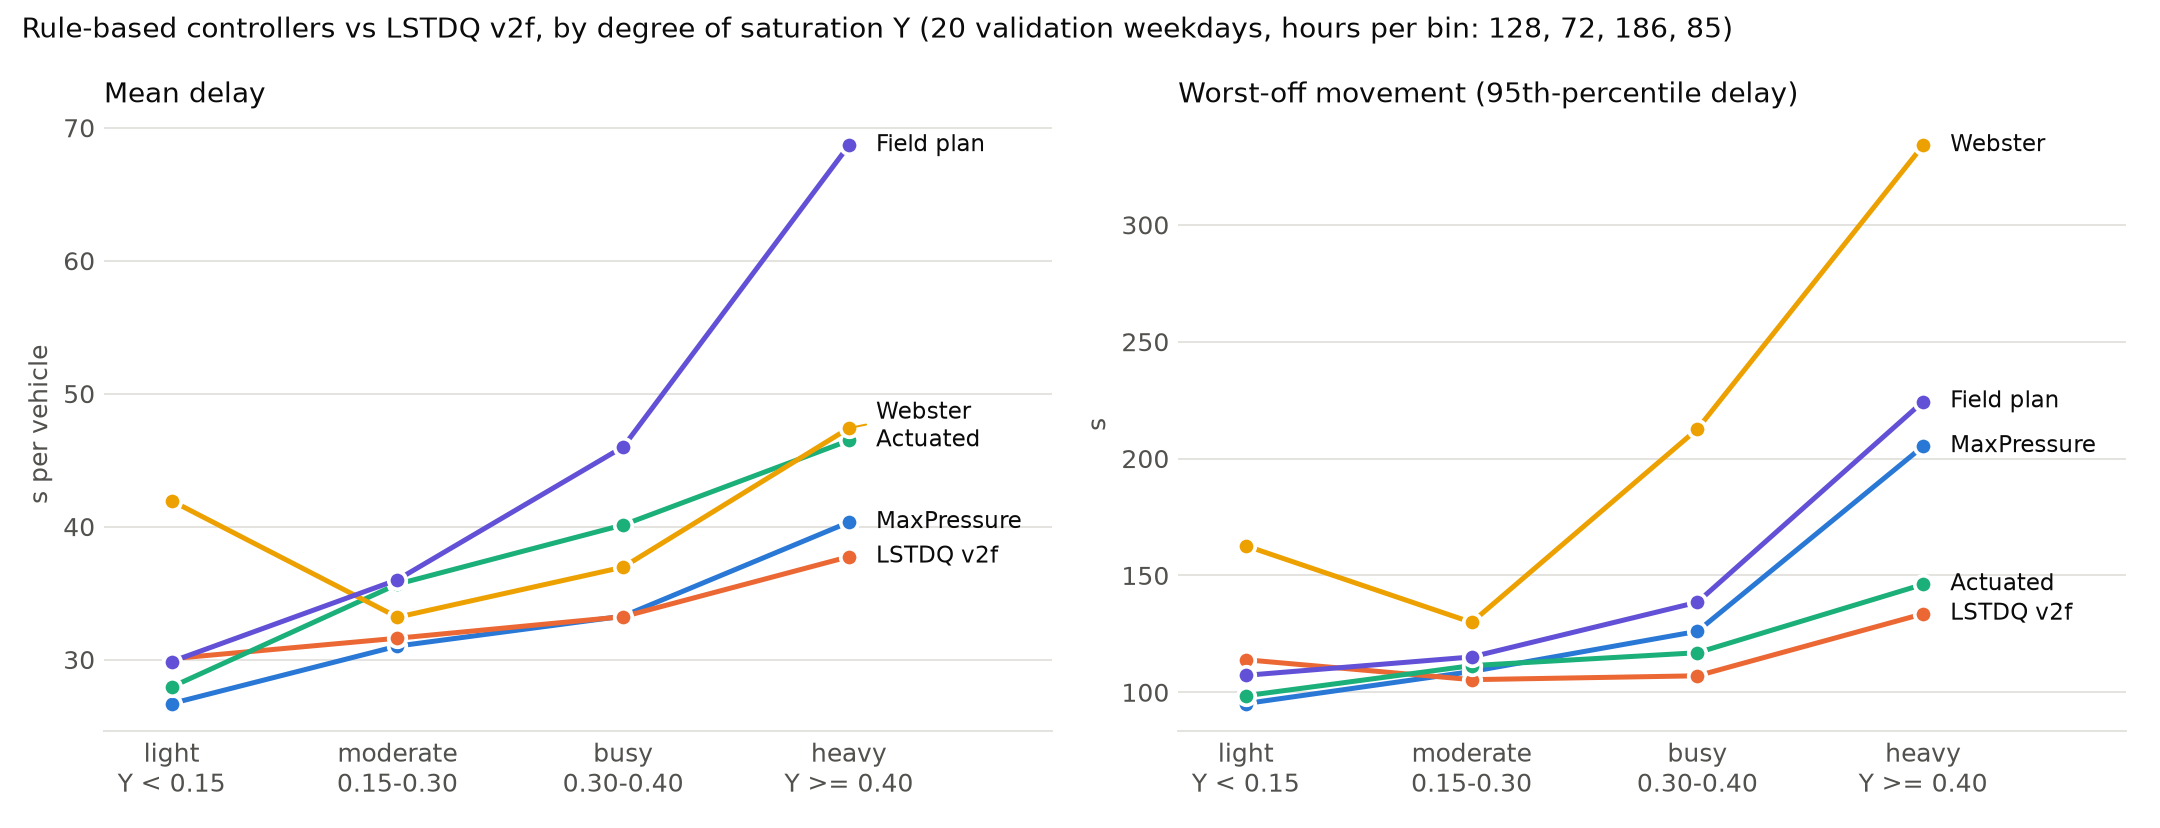 Rule-based controllers vs LSTDQ v2f, by degree of saturation Y (20 validation weekdays, hours per bin: 128, 72, 186, 85)
Mean delay
s per vehicle
70
60
50
40
30
Field plan
Webster
Actuated
MaxPressure
LSTDQ v2f
light
Y < 0.15
moderate
0.15-0.30
busy
0.30-0.40
heavy
Y >= 0.40
Worst-off movement (95th-percentile delay)
s
300
250
200
150
100
Webster
Field plan
MaxPressure
Actuated
LSTDQ v2f
light
Y < 0.15
moderate
0.15-0.30
busy
0.30-0.40
heavy
Y >= 0.40